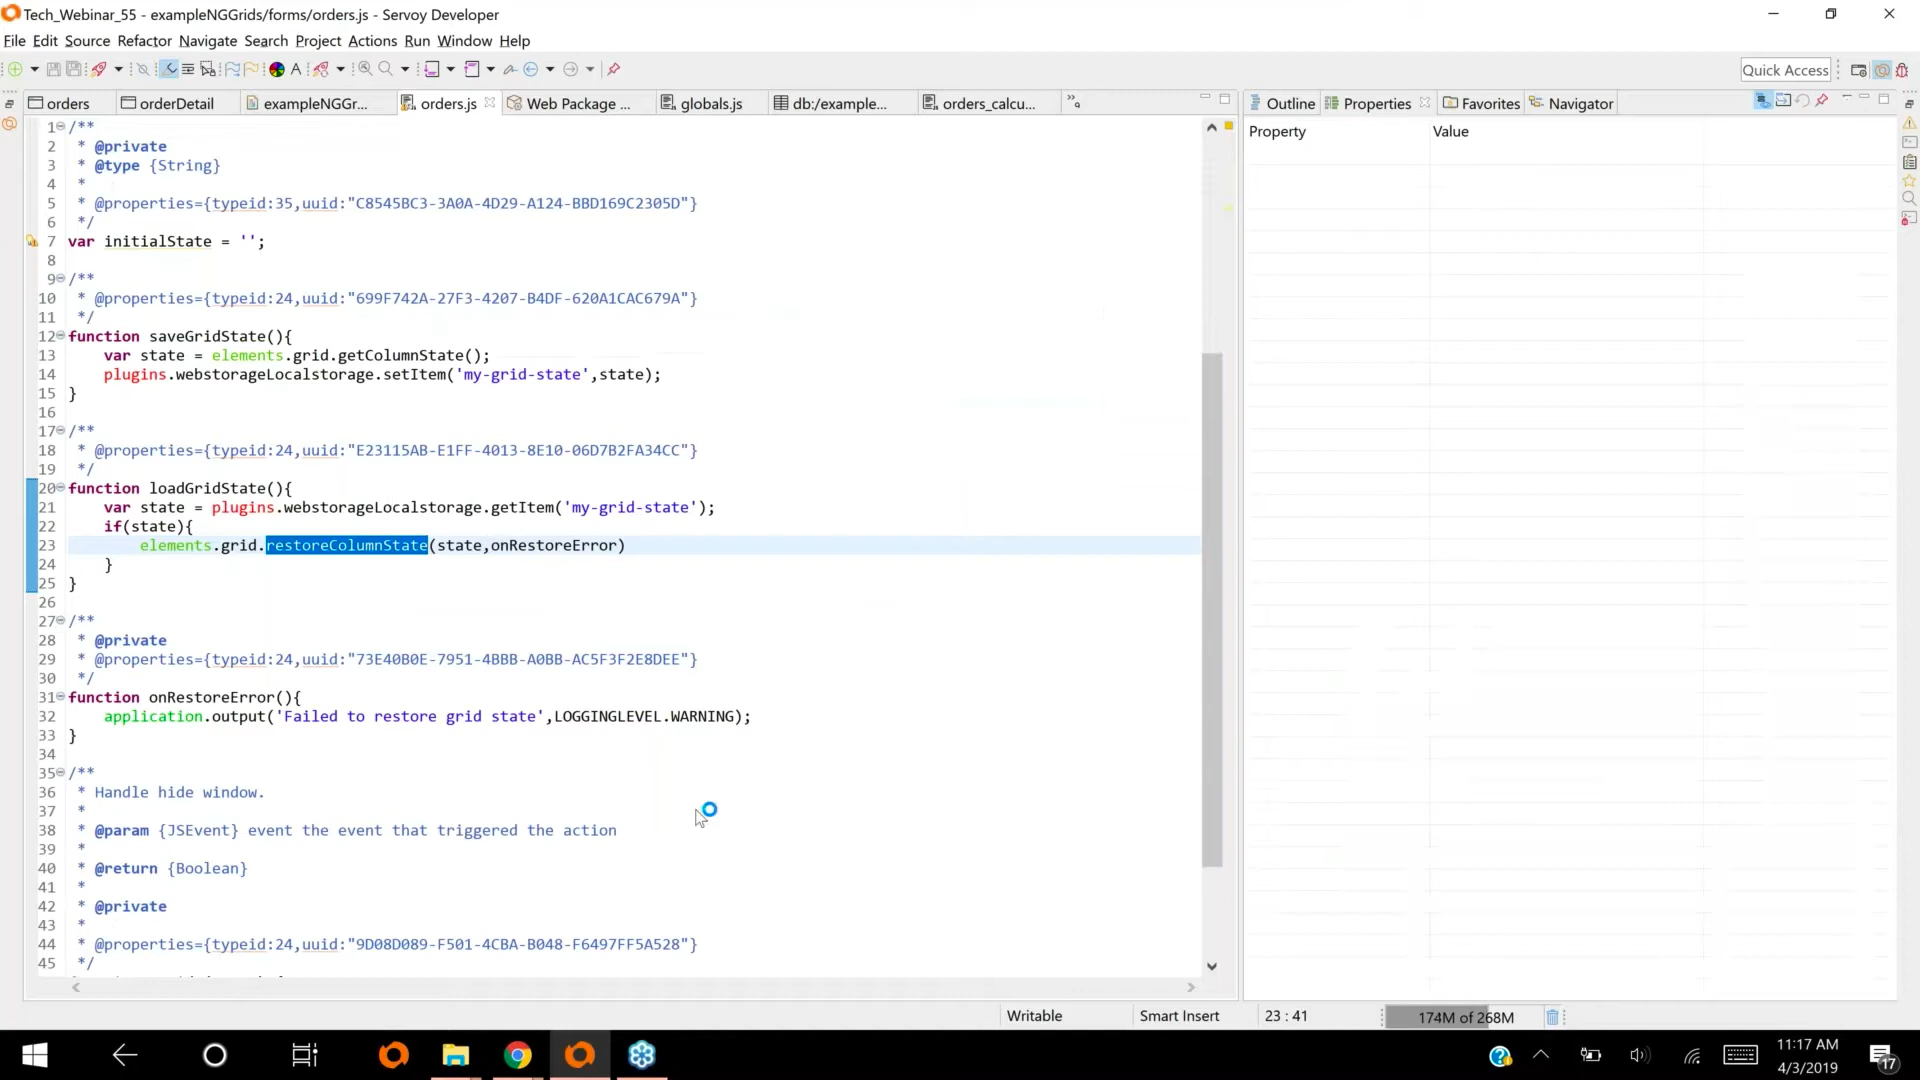 Tech_Webinar_55 - exampleNGGrids/forms/orders.js - Servoy Developer
File Edit Source Refactor Navigate Search Project Actions Run Window Help
Quick Access
orders orderDetail exampleNGGr... orders.js Web Package ... globals.js db:/example... orders_calcu...
Outline Properties Favorites Navigator
Property Value
1 /**
2 * @private
3 * @type {String}
4 *
5 * @properties={typeid:35,uuid:"C8545BC3-3A0A-4D29-A124-BBD169C2305D"}
6 */
7 var initialState = '';
8
9 /**
10 * @properties={typeid:24,uuid:"699F742A-27F3-4207-B4DF-620A1CAC679A"}
11 */
12 function saveGridState(){
13 var state = elements.grid.getColumnState();
14 plugins.webstorageLocalstorage.setItem('my-grid-state',state);
15 }
16
17 /**
18 * @properties={typeid:24,uuid:"E23115AB-E1FF-4013-8E10-06D7B2FA34CC"}
19 */
20 function loadGridState(){
21 var state = plugins.webstorageLocalstorage.getItem('my-grid-state');
22 if(state){
23 elements.grid.restoreColumnState(state,onRestoreError)
24 }
25 }
26
27 /**
28 * @private
29 * @properties={typeid:24,uuid:"73E40B0E-7951-4BBB-A0BB-AC5F3F2E8DEE"}
30 */
31 function onRestoreError(){
32 application.output('Failed to restore grid state',LOGGINGLEVEL.WARNING);
33 }
34
35 /**
36 * Handle hide window.
37 *
38 * @param {JSEvent} event the event that triggered the action
39 *
40 * @return {Boolean}
41 *
42 * @private
43 *
44 * @properties={typeid:24,uuid:"9D08D089-F501-4CBA-B048-F6497FF5A528"}
45 */
Writable Smart Insert 23 : 41 174M of 268M
11:17 AM
4/3/2019
17